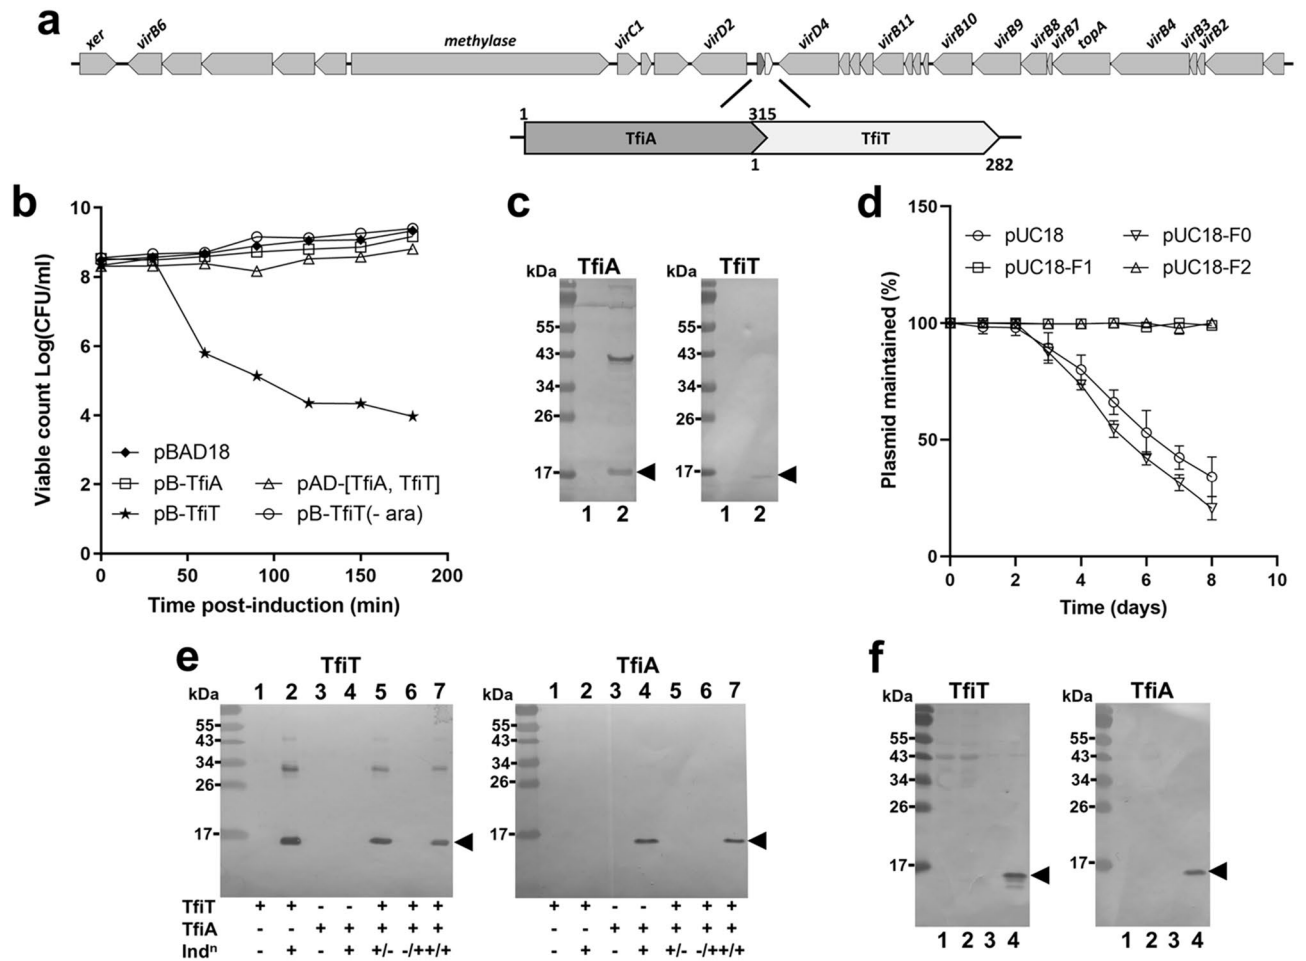 a
xer virB6 methylase virC1 virD2 virD4 virB11 virB10 virB9 virB8 virB7 topA virB4 virB3 virB2
1 315
TfiA TfiT
1 282
b
Viable count Log(CFU/ml)
10
8
6
4
2
0
pBAD18
pB-TfiA pAD-[TfiA, TfiT]
pB-TfiT pB-TfiT(- ara)
0 50 100 150 200
Time post-induction (min)
c
kDa TfiA
55
43
34
26
17
1 2
kDa TfiT
55
43
34
26
17
1 2
d
Plasmid maintained (%)
150
100
50
0
pUC18 pUC18-F0
pUC18-F1 pUC18-F2
0 2 4 6 8 10
Time (days)
e
TfiT
kDa 1 2 3 4 5 6 7
55
43
34
26
17
TfiT + + - - + + +
TfiA - - + + + + +
Indⁿ - + - + +/- -/+ +/+
TfiA
kDa 1 2 3 4 5 6 7
55
43
34
26
17
+ + - - + + +
- - + + + + +
- + - + +/- -/+ +/+
f
kDa TfiT
55
43
34
26
17
1 2 3 4
kDa TfiA
55
43
34
26
17
1 2 3 4